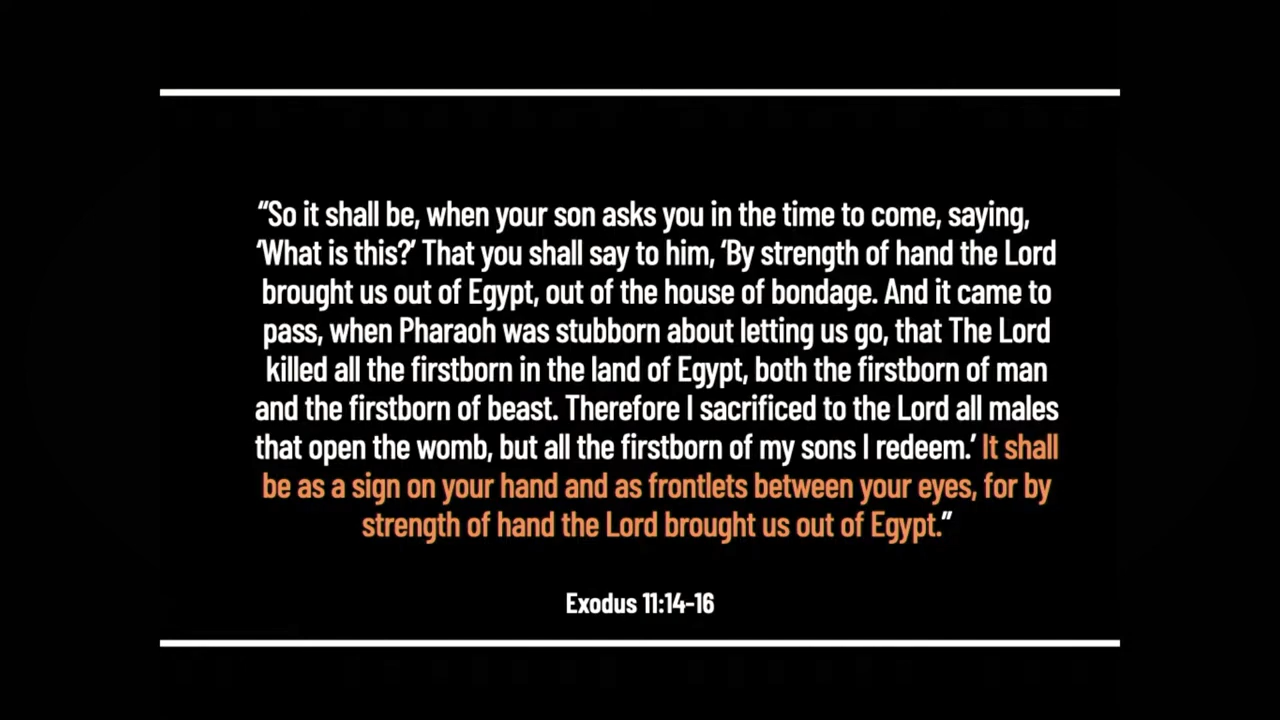 “So it shall be, when your son asks you in the time to come, saying,
‘What is this?’ That you shall say to him, ‘By strength of hand the Lord
brought us out of Egypt, out of the house of bondage. And it came to
pass, when Pharaoh was stubborn about letting us go, that The Lord
killed all the firstborn in the land of Egypt, both the firstborn of man
and the firstborn of beast. Therefore I sacrificed to the Lord all males
that open the womb, but all the firstborn of my sons I redeem.’ It shall
be as a sign on your hand and as frontlets between your eyes, for by
strength of hand the Lord brought us out of Egypt.”
Exodus 11:14-16